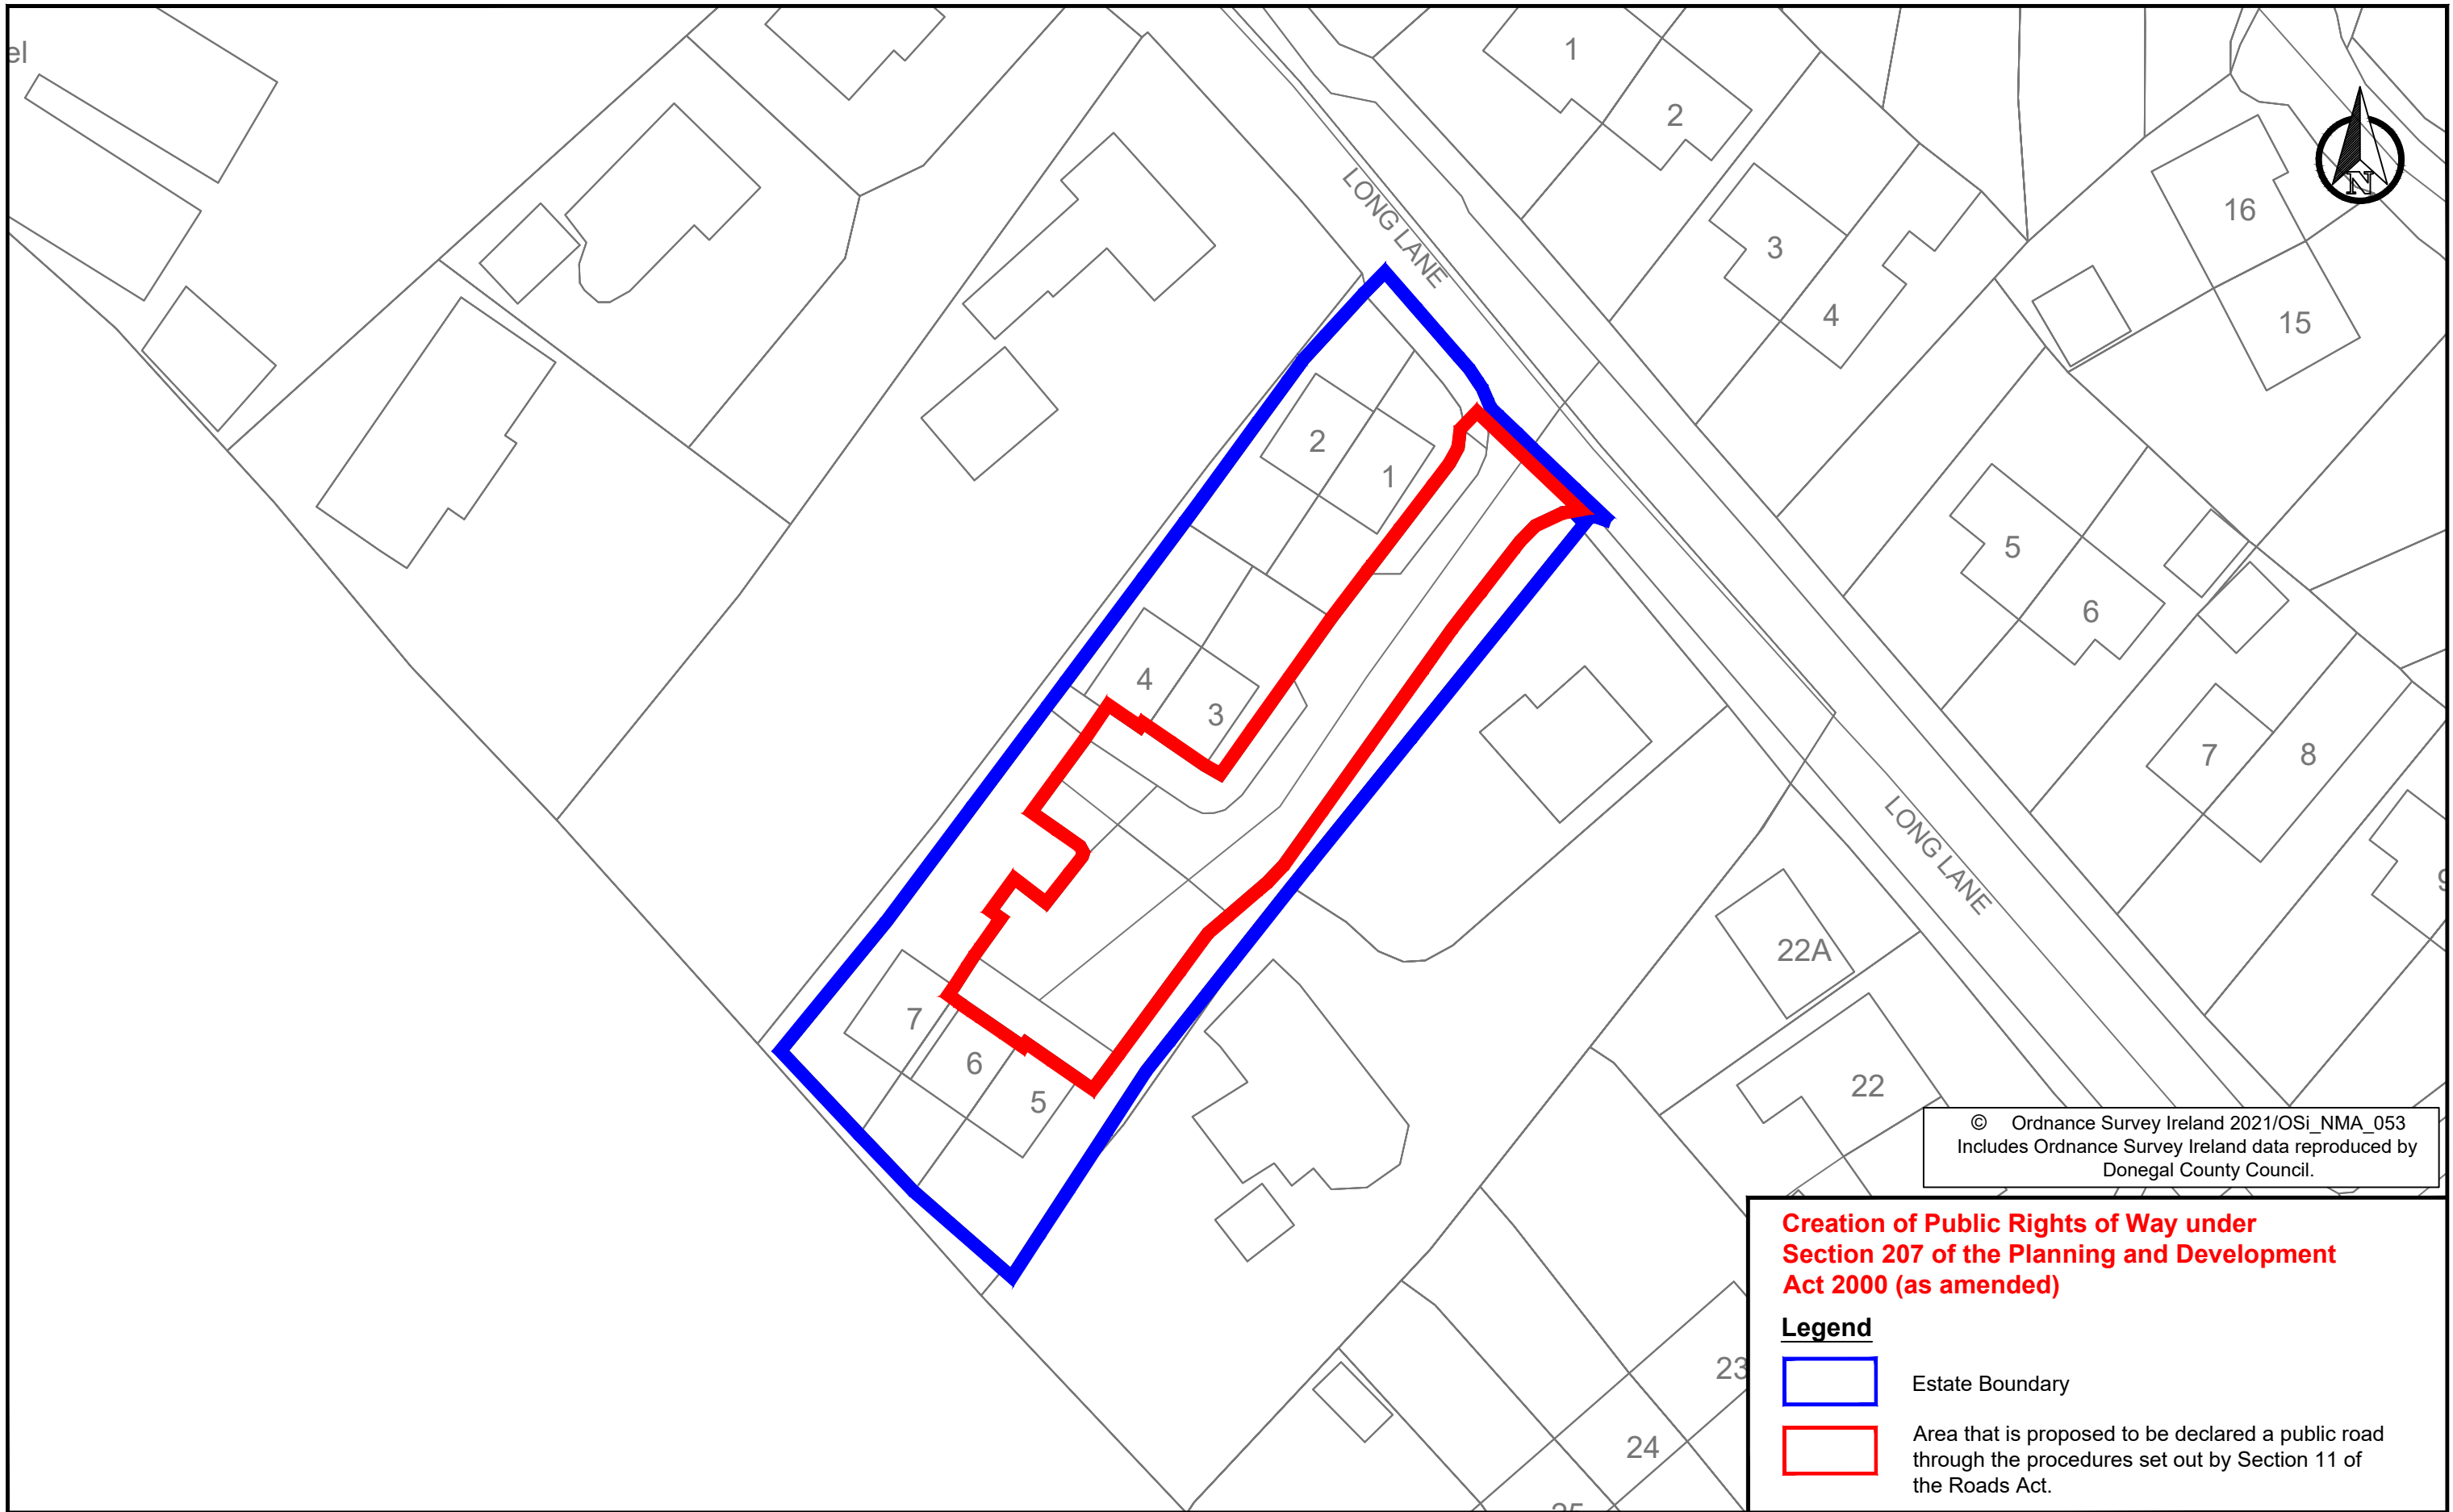 el
1
2
LONG LANE
3
4
16
15
N
2
1
4
3
5
6
7
8
LONG LANE
22A
22
7
6
5
23
24
© Ordnance Survey Ireland 2021/OSi_NMA_053
Includes Ordnance Survey Ireland data reproduced by
Donegal County Council.
Creation of Public Rights of Way under
Section 207 of the Planning and Development
Act 2000 (as amended)
Legend
Estate Boundary
Area that is proposed to be declared a public road
through the procedures set out by Section 11 of
the Roads Act.